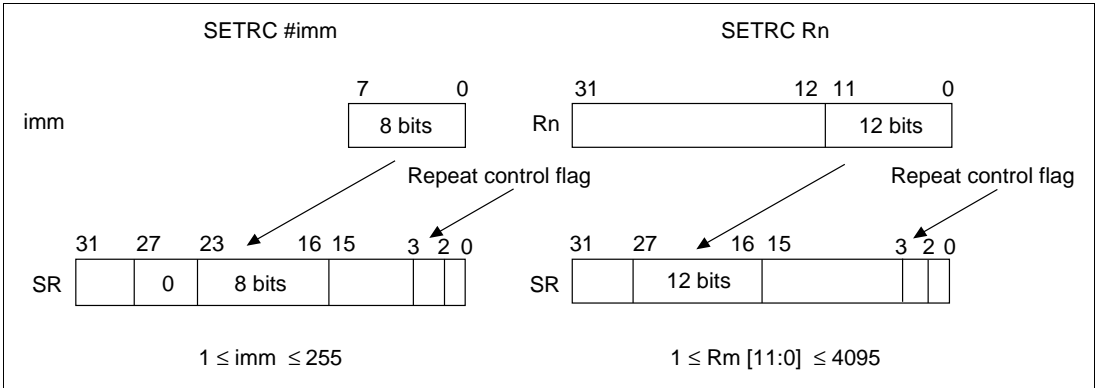 SETRC #imm SETRC Rn
7 0 31 12 11 0
imm 8 bits Rn 12 bits
Repeat control flag Repeat control flag
31 27 23 16 15 3 2 0 31 27 16 15 3 2 0
SR 0 8 bits SR 12 bits
1 ≤ imm ≤ 255 1 ≤ Rm [11:0] ≤ 4095